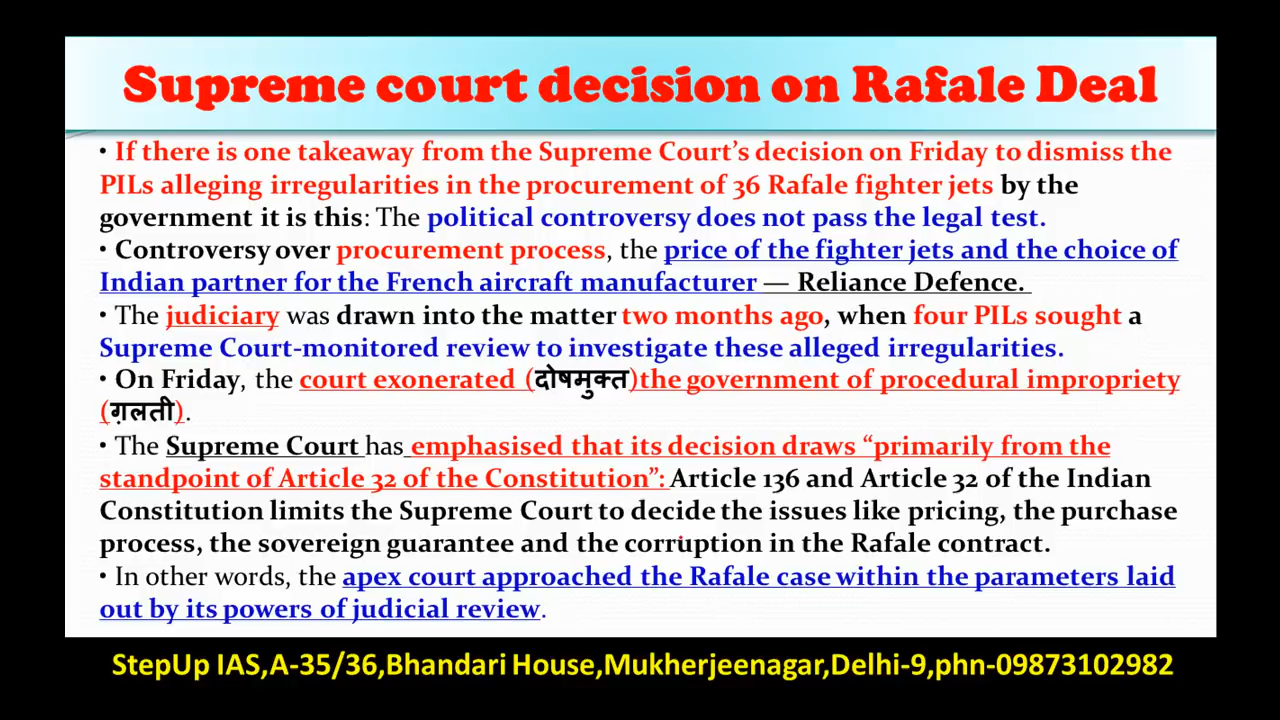 Supreme court decision on Rafale Deal
• If there is one takeaway from the Supreme Court's decision on Friday to dismiss the
PILs alleging irregularities in the procurement of 36 Rafale fighter jets by the
government it is this: The political controversy does not pass the legal test.
• Controversy over procurement process, the price of the fighter jets and the choice of
Indian partner for the French aircraft manufacturer — Reliance Defence.
• The judiciary was drawn into the matter two months ago, when four PILs sought a
Supreme Court-monitored review to investigate these alleged irregularities.
• On Friday, the court exonerated (दोषमुक्त)the government of procedural impropriety
(ग़लती).
• The Supreme Court has emphasised that its decision draws “primarily from the
standpoint of Article 32 of the Constitution”: Article 136 and Article 32 of the Indian
Constitution limits the Supreme Court to decide the issues like pricing, the purchase
process, the sovereign guarantee and the corruption in the Rafale contract.
• In other words, the apex court approached the Rafale case within the parameters laid
out by its powers of judicial review.
StepUp IAS,A-35/36,Bhandari House,Mukherjeenagar,Delhi-9,phn-09873102982